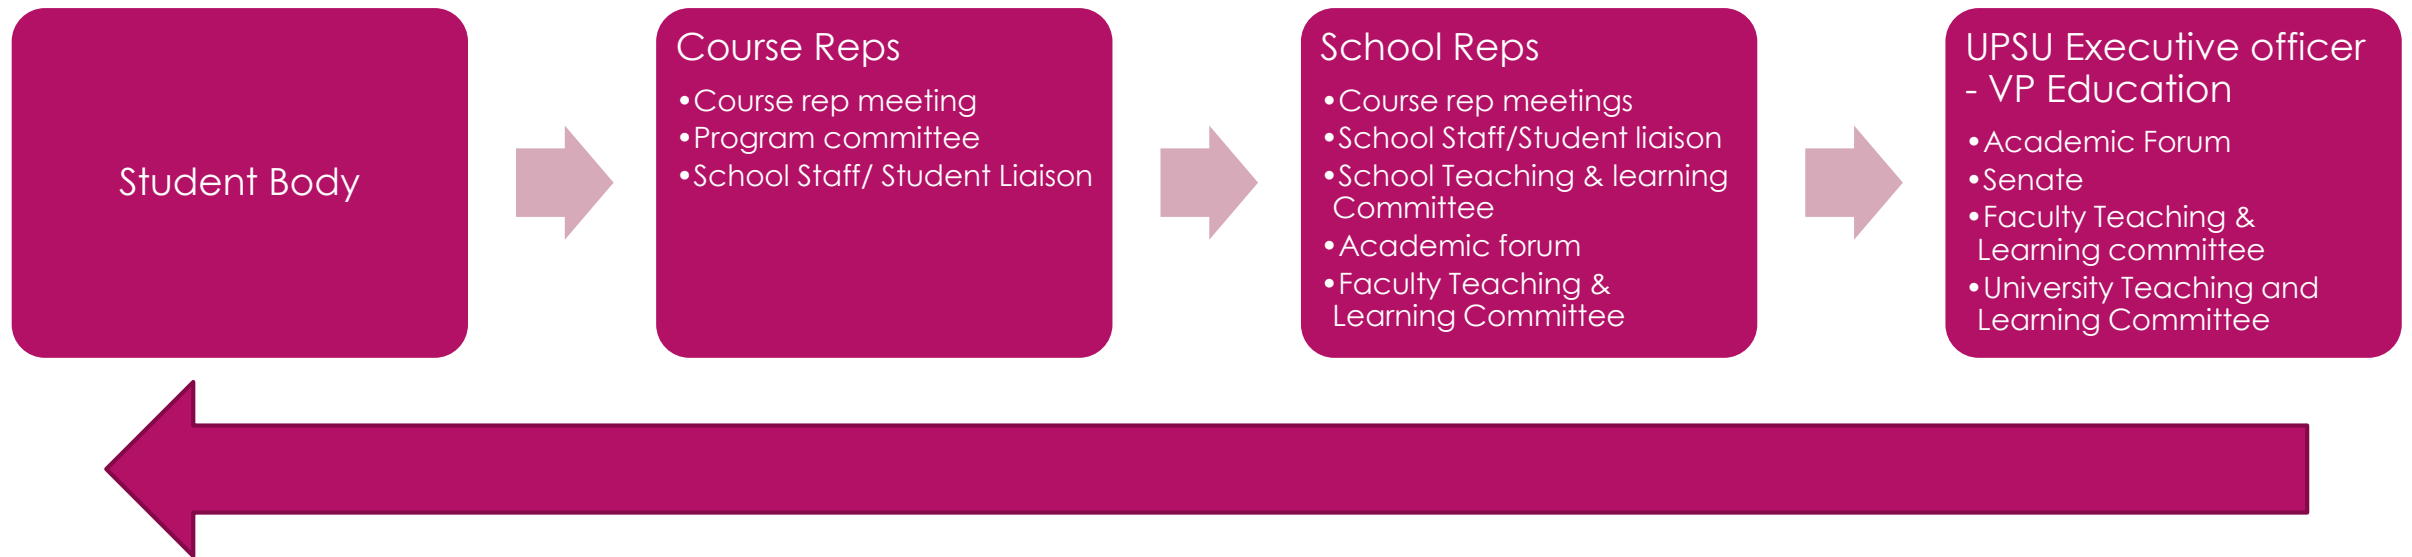 Student Body
Course Reps
•Course rep meeting
•Program committee
•School Staff/ Student Liaison
School Reps
•Course rep meetings
•School Staff/Student liaison
•School Teaching & learning
Committee
•Academic forum
•Faculty Teaching &
Learning Committee
UPSU Executive officer
- VP Education
•Academic Forum
•Senate
•Faculty Teaching &
Learning committee
•University Teaching and
Learning Committee